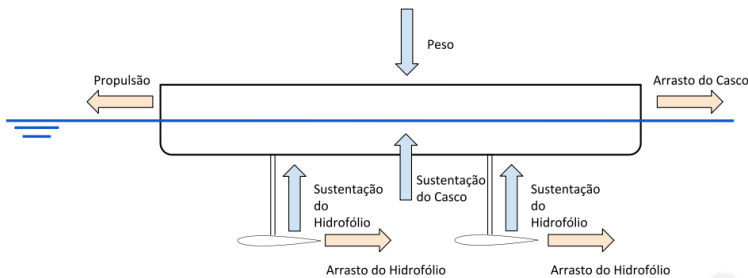 Peso
Propulsão
Arrasto do Casco
Sustentação
do
Hidrofólio
Sustentação
do Casco
Sustentação
do
Hidrofólio
Arrasto do Hidrofólio
Arrasto do Hidrofólio